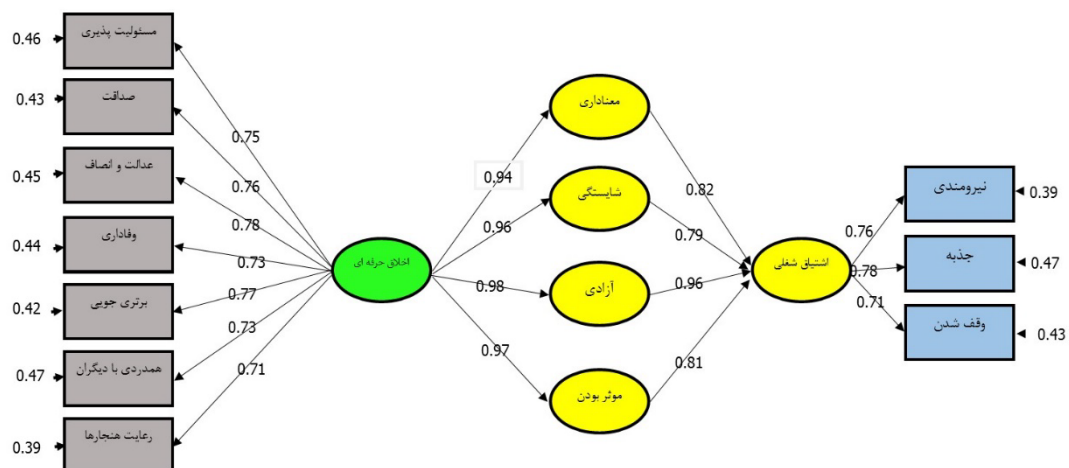 0.46
مسئولیت پذیری
0.43
صداقت
0.45
عدالت و انصاف
0.44
وفاداری
0.42
برتری جویی
0.47
همدردی با دیگران
0.39
رعایت هنجارها
0.75
0.76
0.78
0.73
0.77
0.73
0.71
اخلاق حرفه ای
0.94
0.96
0.98
0.97
معناداری
شایستگی
آزادی
موثر بودن
0.82
0.79
0.96
0.81
اشتیاق شغلی
0.76
0.78
0.71
نیرومندی
0.39
جذبه
0.47
وقف شدن
0.43